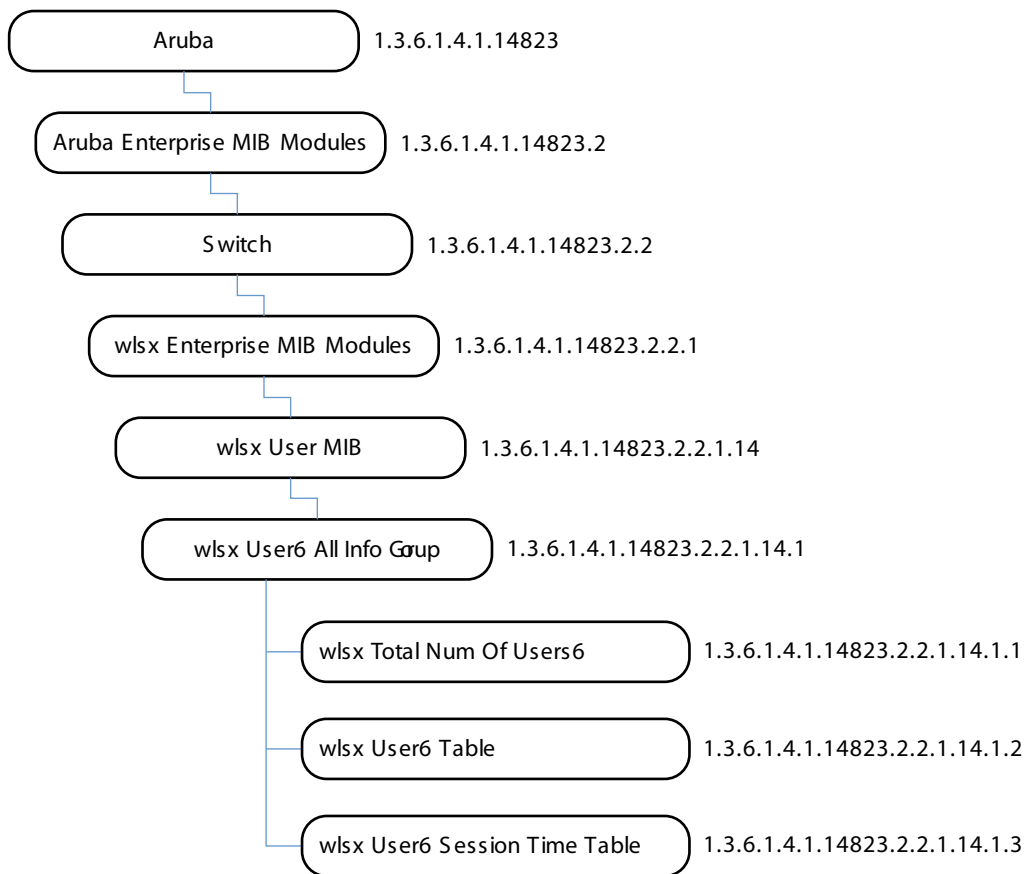 Aruba 1.3.6.1.4.1.14823
Aruba Enterprise MIB Modules 1.3.6.1.4.1.14823.2
Switch 1.3.6.1.4.1.14823.2.2
wlsx Enterprise MIB Modules 1.3.6.1.4.1.14823.2.2.1
wlsx User MIB 1.3.6.1.4.1.14823.2.2.1.14
wlsx User6 All Info Gorup 1.3.6.1.4.1.14823.2.2.1.14.1
wlsx Total Num Of Users6 1.3.6.1.4.1.14823.2.2.1.14.1.1
wlsx User6 Table 1.3.6.1.4.1.14823.2.2.1.14.1.2
wlsx User6 Session Time Table 1.3.6.1.4.1.14823.2.2.1.14.1.3